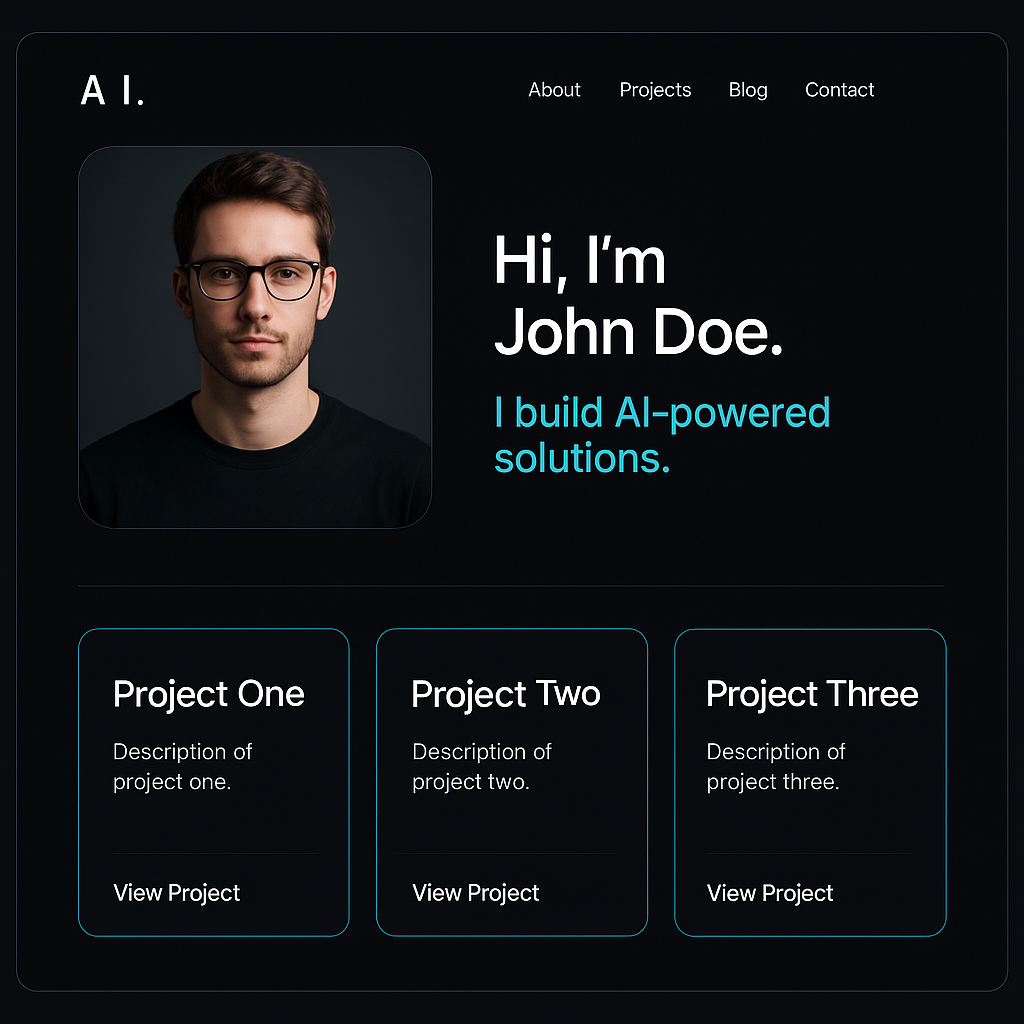 A I.
About Projects Blog Contact
Hi, I’m
John Doe.
I build AI-powered
solutions.
Project One
Description of
project one.
View Project
Project Two
Description of
project two.
View Project
Project Three
Description of
project three.
View Project